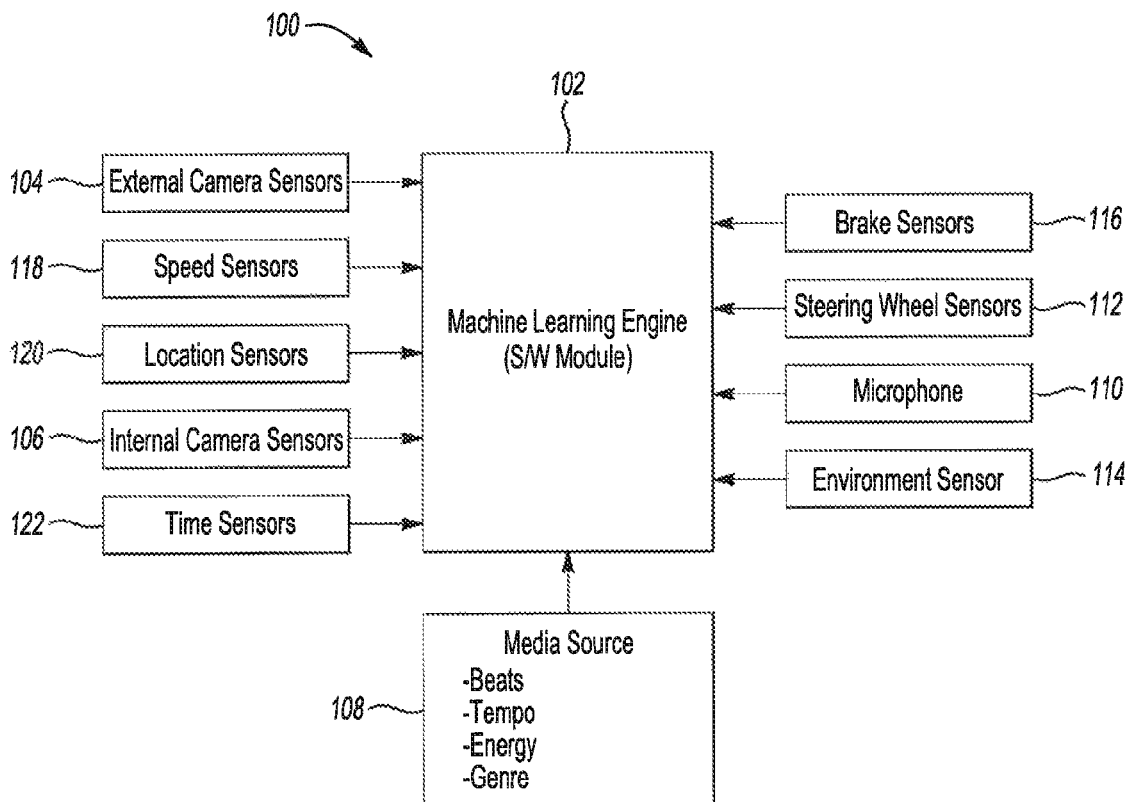 100
102
104 External Camera Sensors
118 Speed Sensors
120 Location Sensors
106 Internal Camera Sensors
122 Time Sensors
Machine Learning Engine
(S/W Module)
Brake Sensors 116
Steering Wheel Sensors 112
Microphone 110
Environment Sensor 114
108
Media Source
-Beats
-Tempo
-Energy
-Genre